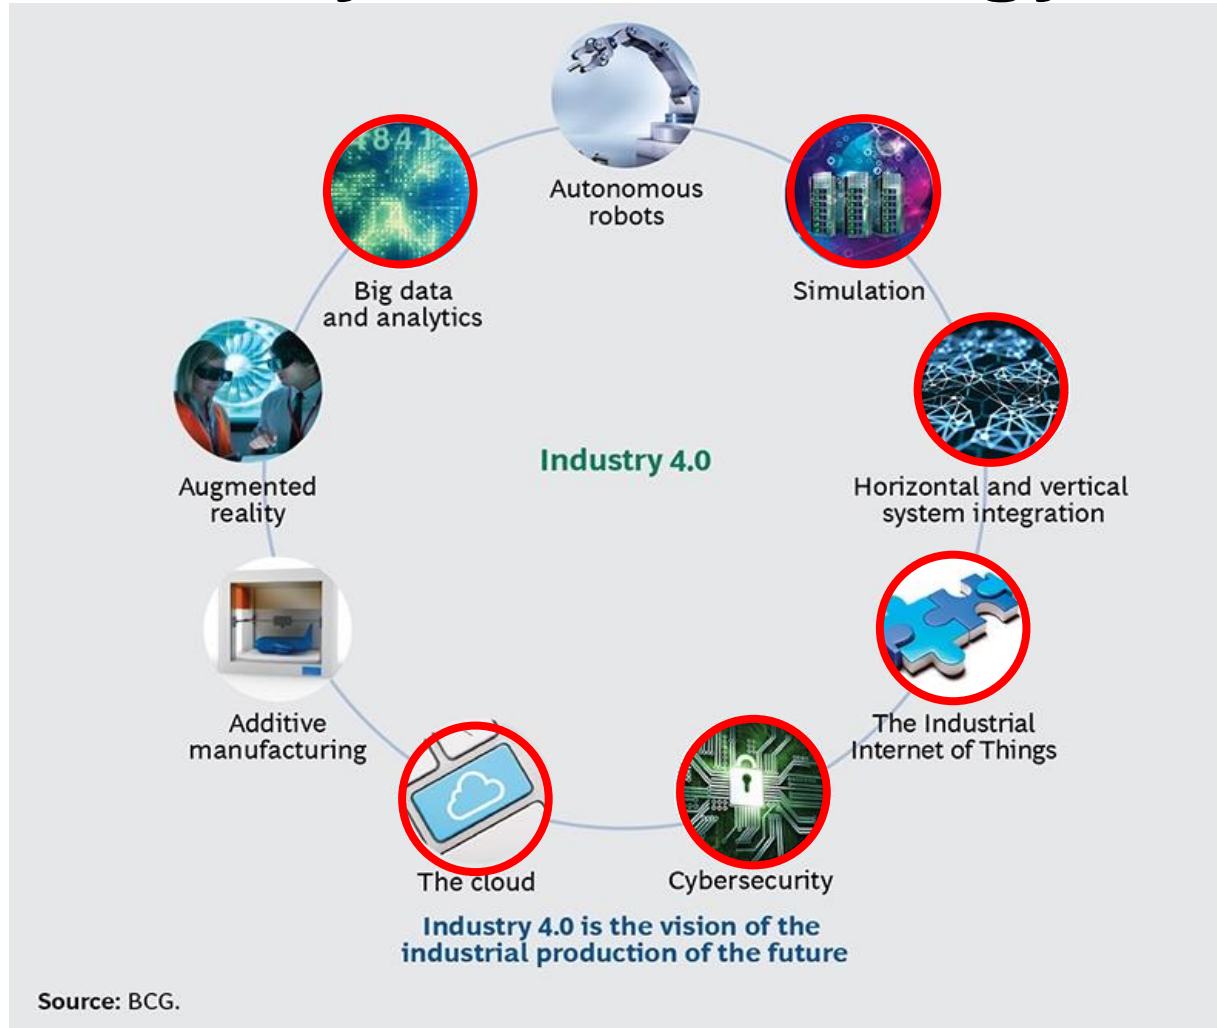 Autonomous
robots
Big data
and analytics
Simulation
Augmented
reality
Industry 4.0
Horizontal and vertical
system integration
Additive
manufacturing
The Industrial
Internet of Things
The cloud
Cybersecurity
Industry 4.0 is the vision of the
industrial production of the future
Source: BCG.